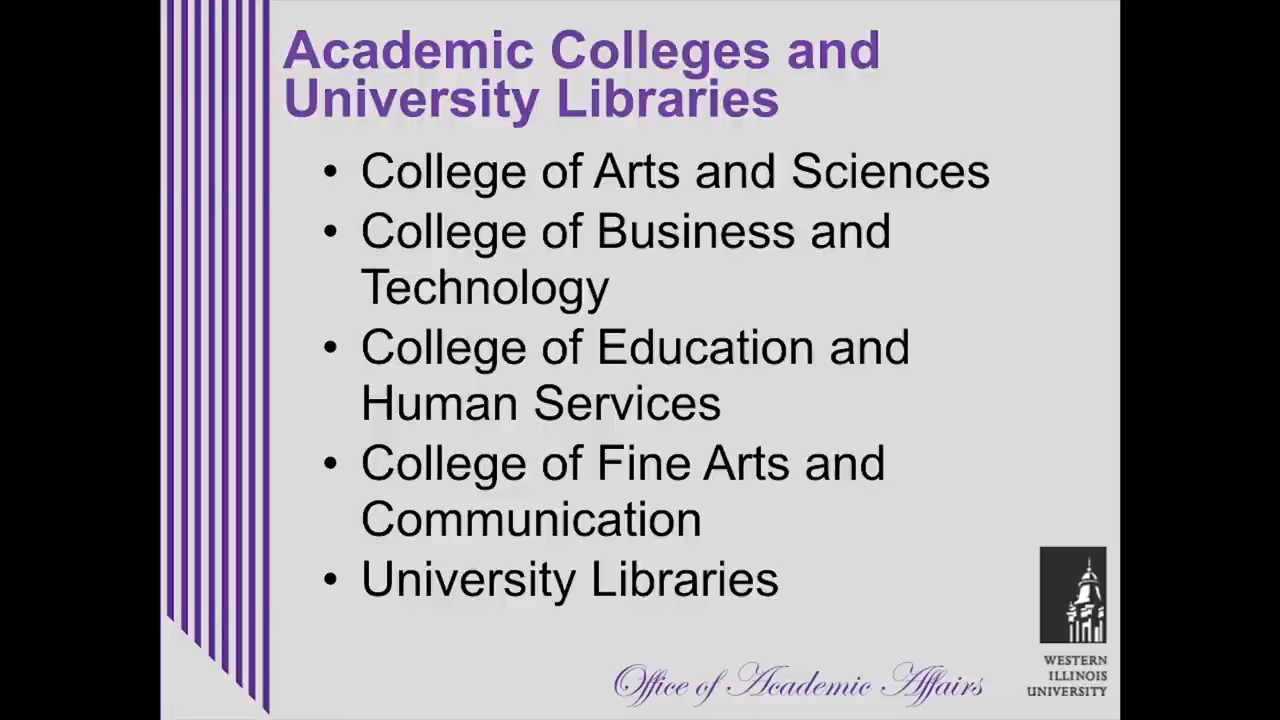 Academic Colleges and
University Libraries
• College of Arts and Sciences
• College of Business and
Technology
• College of Education and
Human Services
• College of Fine Arts and
Communication
• University Libraries
Office of Academic Affairs
WESTERN
ILLINOIS
UNIVERSITY